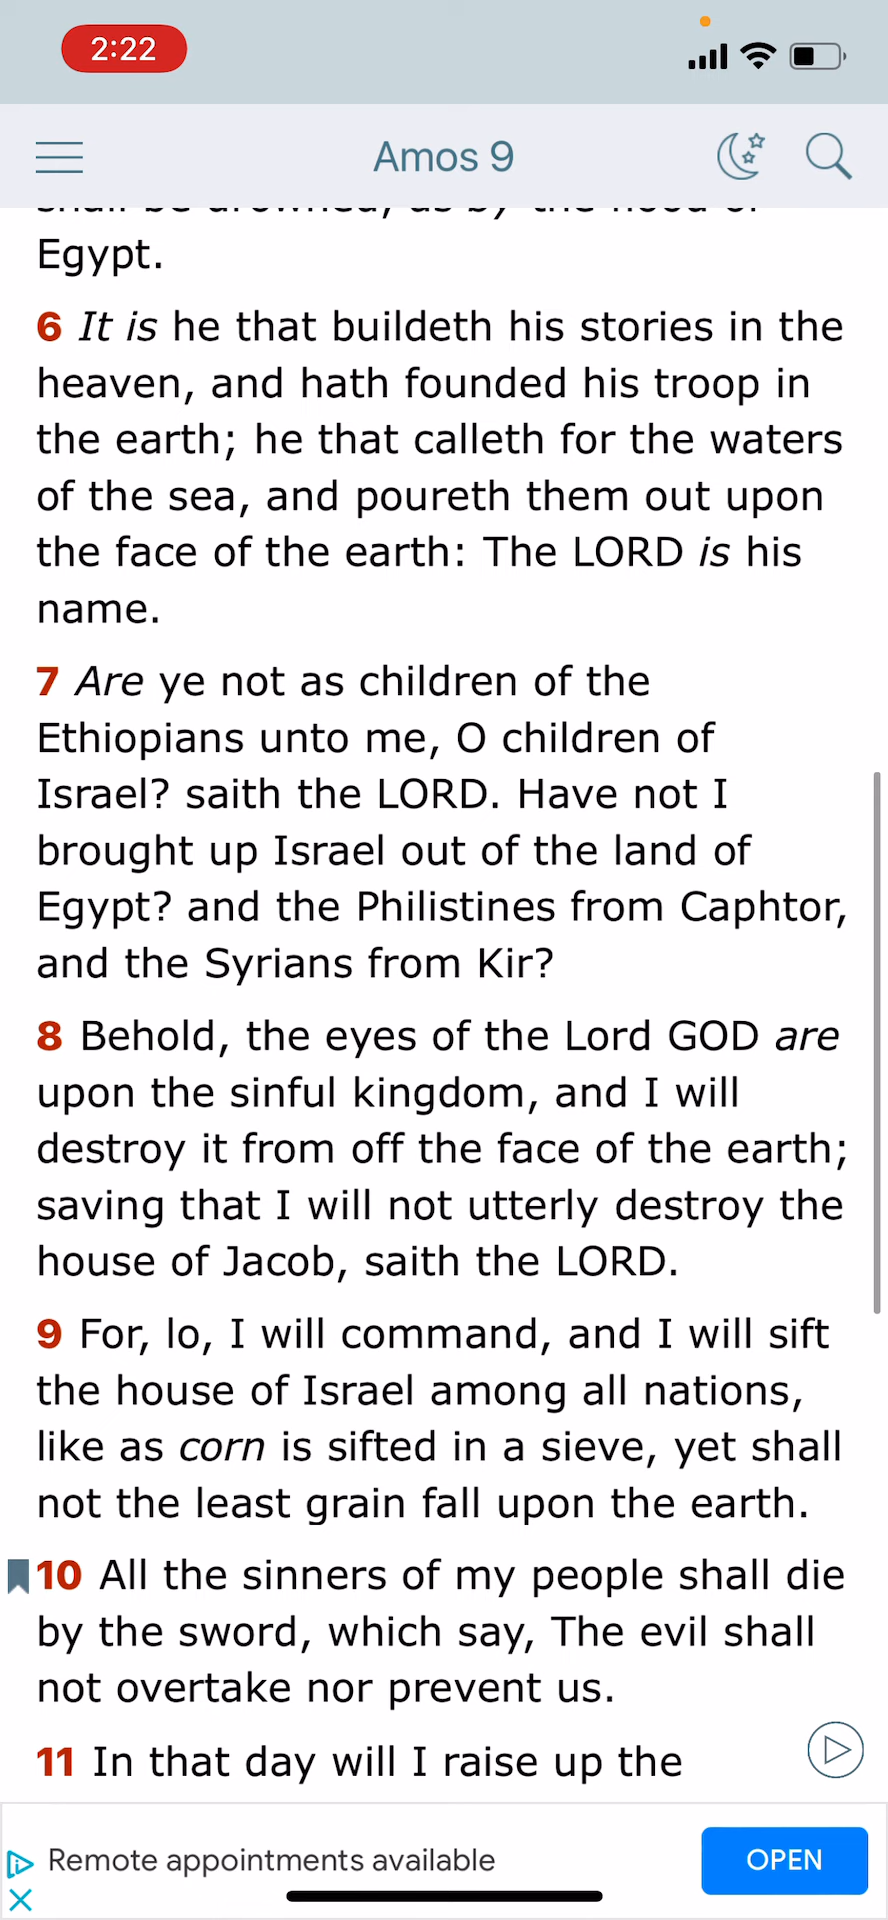 2:22
Amos 9
shall be drowned, as by the flood of
Egypt.
6 It is he that buildeth his stories in the
heaven, and hath founded his troop in
the earth; he that calleth for the waters
of the sea, and poureth them out upon
the face of the earth: The LORD is his
name.
7 Are ye not as children of the
Ethiopians unto me, O children of
Israel? saith the LORD. Have not I
brought up Israel out of the land of
Egypt? and the Philistines from Caphtor,
and the Syrians from Kir?
8 Behold, the eyes of the Lord GOD are
upon the sinful kingdom, and I will
destroy it from off the face of the earth;
saving that I will not utterly destroy the
house of Jacob, saith the LORD.
9 For, lo, I will command, and I will sift
the house of Israel among all nations,
like as corn is sifted in a sieve, yet shall
not the least grain fall upon the earth.
10 All the sinners of my people shall die
by the sword, which say, The evil shall
not overtake nor prevent us.
11 In that day will I raise up the
Remote appointments available
OPEN